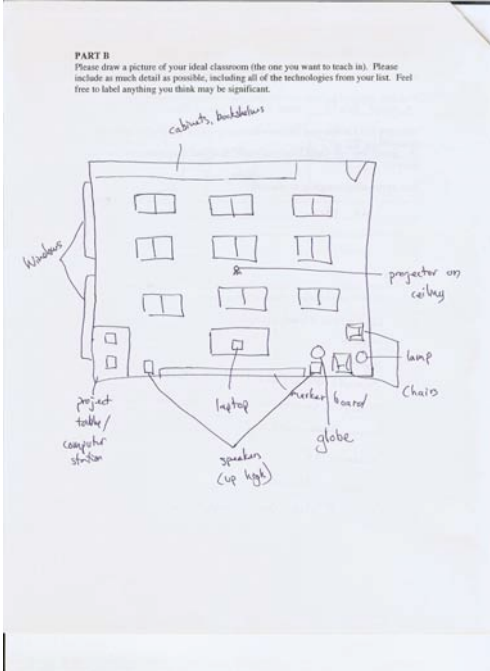 PART B
Please draw a picture of your ideal classroom (the one you want to teach in). Please
include as much detail as possible, including all of the technologies from your list. Feel
free to label anything you think may be significant.
cabinets, bookshelves
Windows
projector on
ceiling
lamp
Chairs
marker board
globe
laptop
speakers
(up high)
project
table/
computer
station